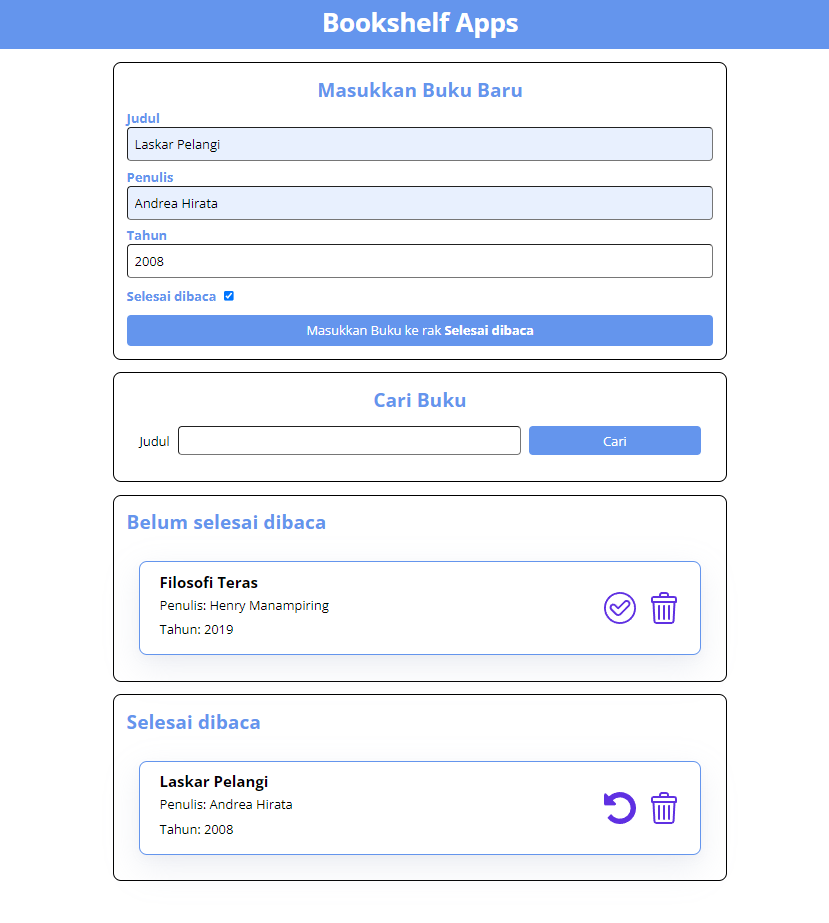 Bookshelf Apps
Masukkan Buku Baru
Judul
Laskar Pelangi
Penulis
Andrea Hirata
Tahun
2008
Selesai dibaca
Masukkan Buku ke rak Selesai dibaca
Cari Buku
Judul Cari
Belum selesai dibaca
Filosofi Teras
Penulis: Henry Manampiring
Tahun: 2019
Selesai dibaca
Laskar Pelangi
Penulis: Andrea Hirata
Tahun: 2008